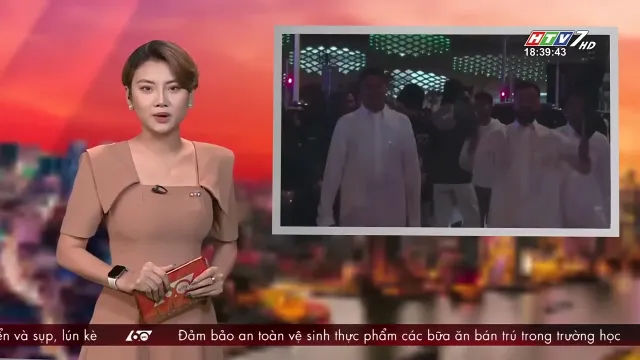 HTV7 HD
18:39:43
ển và sụp, lún kè
60 Đảm bảo an toàn vệ sinh thực phẩm các bữa ăn bán trú trong trường học